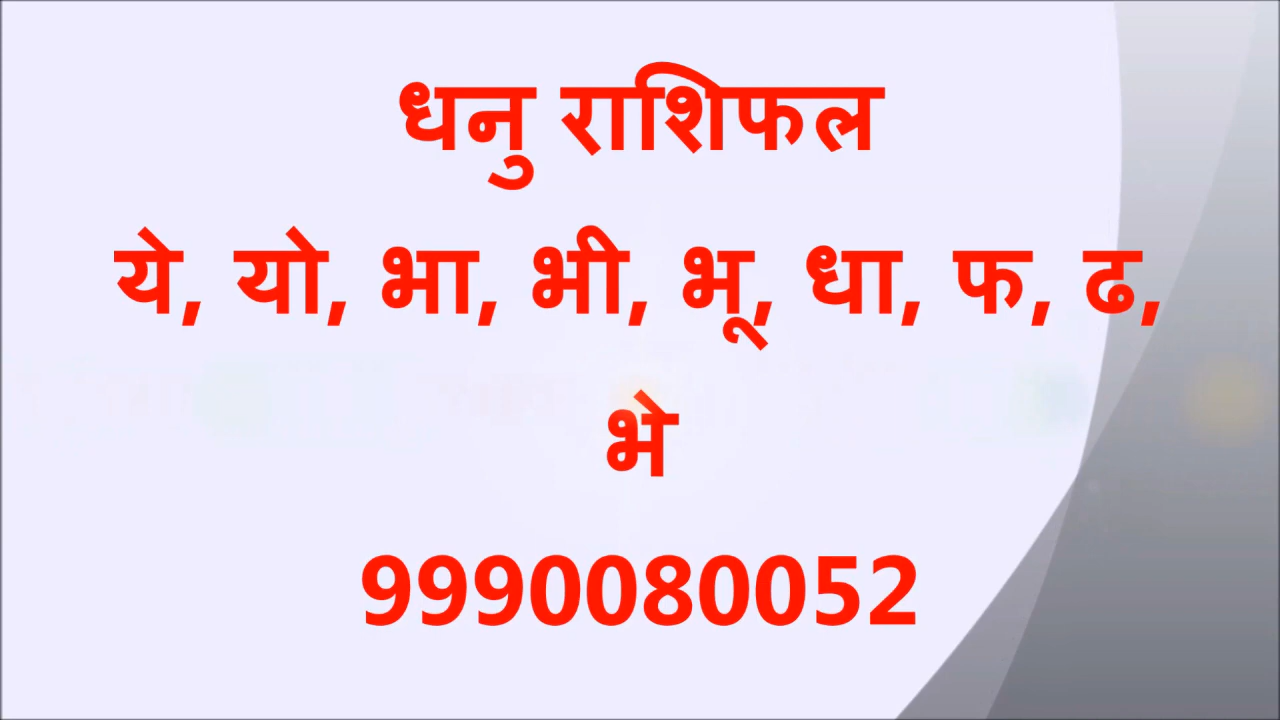 धनु राशिफल
ये, यो, भा, भी, भू, धा, फ, ढ,
भे
9990080052